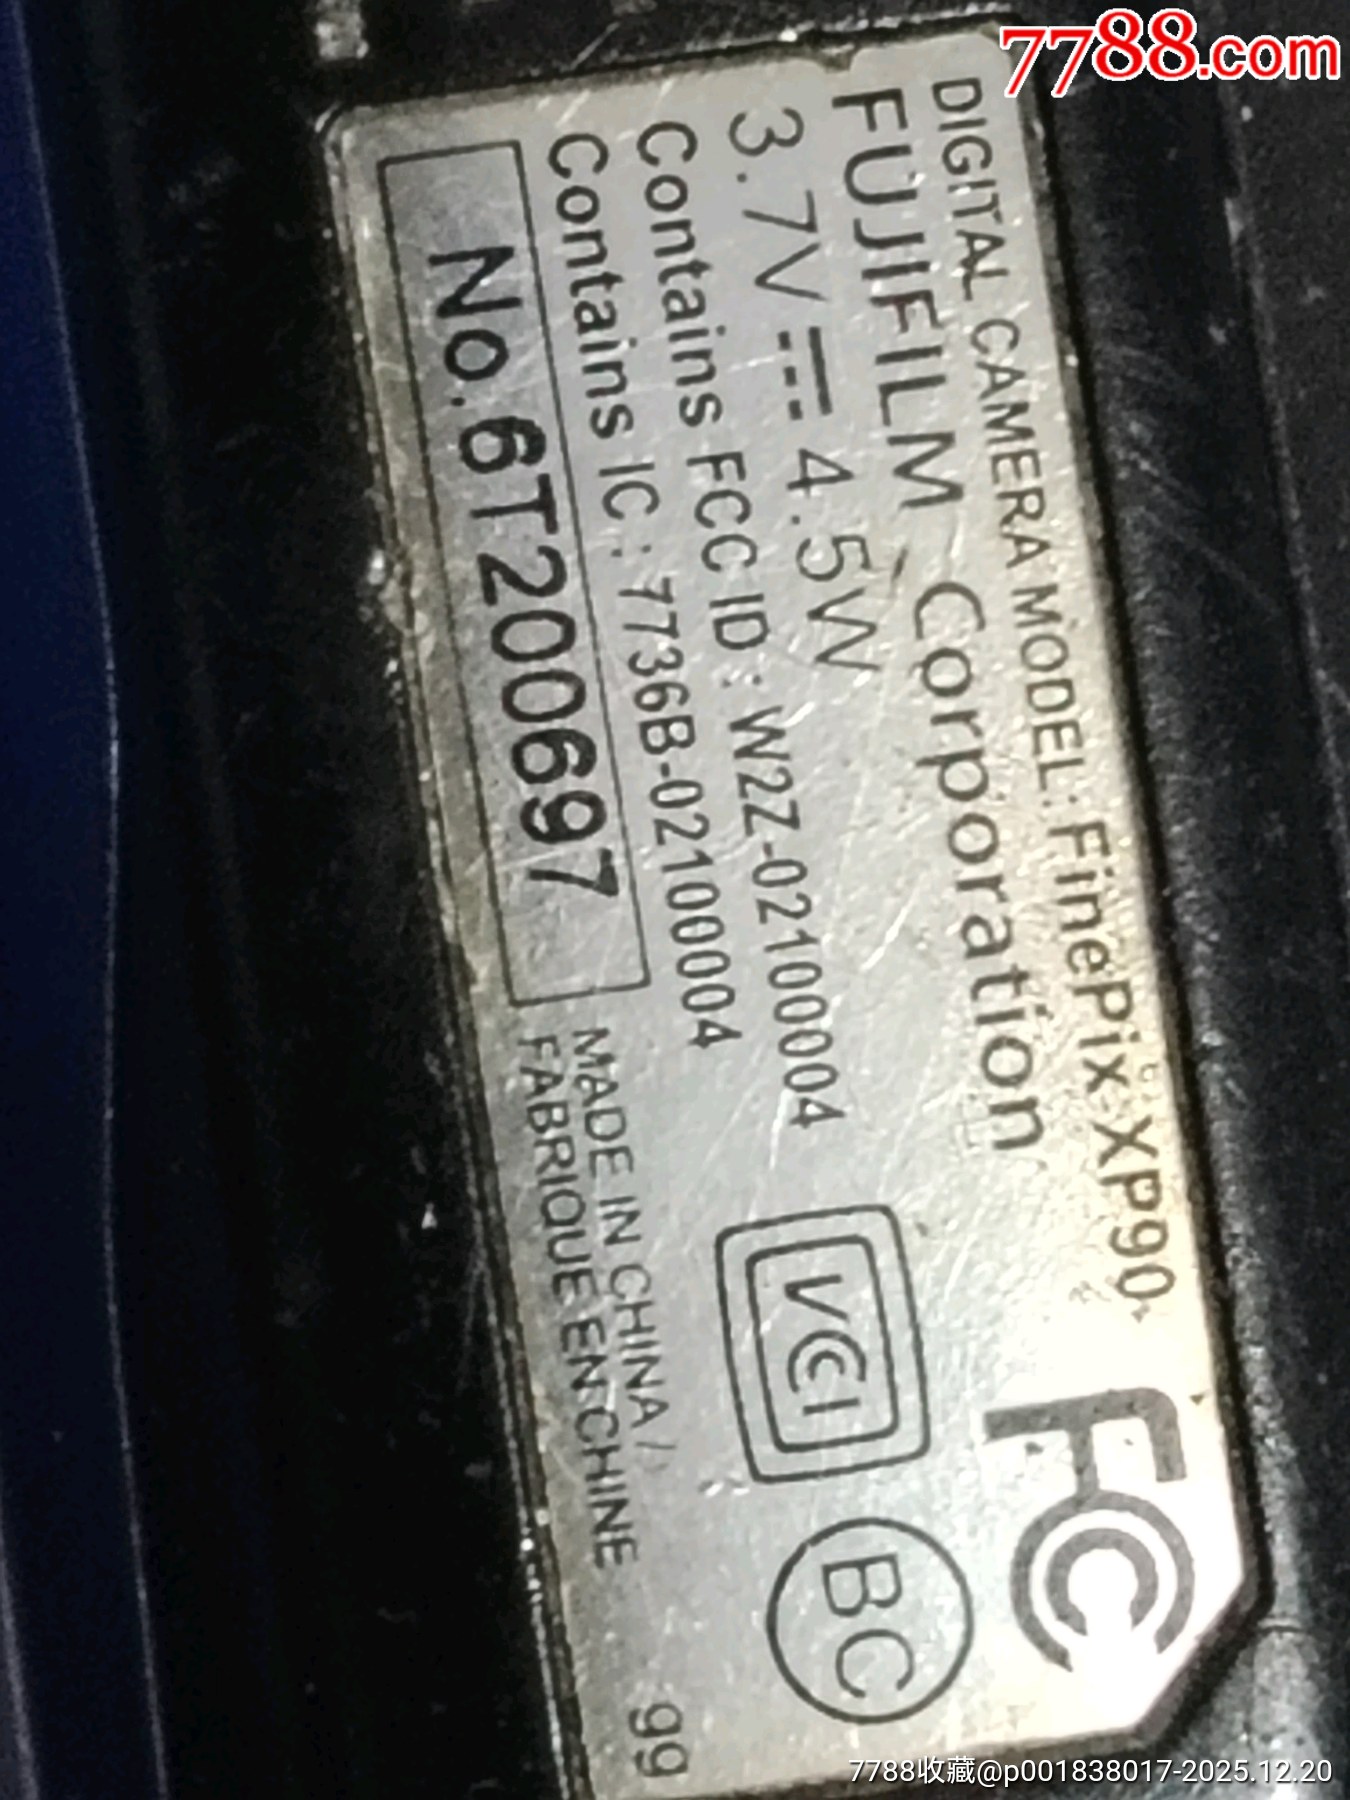 7788.com
DIGITAL CAMERA MODEL: FinePix XP90
FUJIFILM Corporation
3.7V 4.5W
Contains FCC ID : W2Z-02100004
Contains IC : 7736B-02100004
No.6T200697
MADE IN CHINA /
FABRIQUE EN CHINE
FC
VCI
BC
99
7788收藏@p001838017-2025.12.20